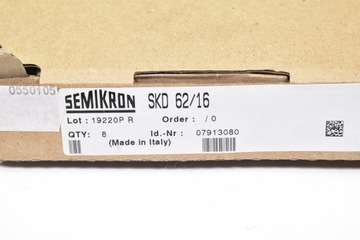 0550105
SEMIKRON SKD 62/16
Lot : 19220P R Order : / 0
QTY: 8 Id.-Nr : 07913080
(Made in Italy)